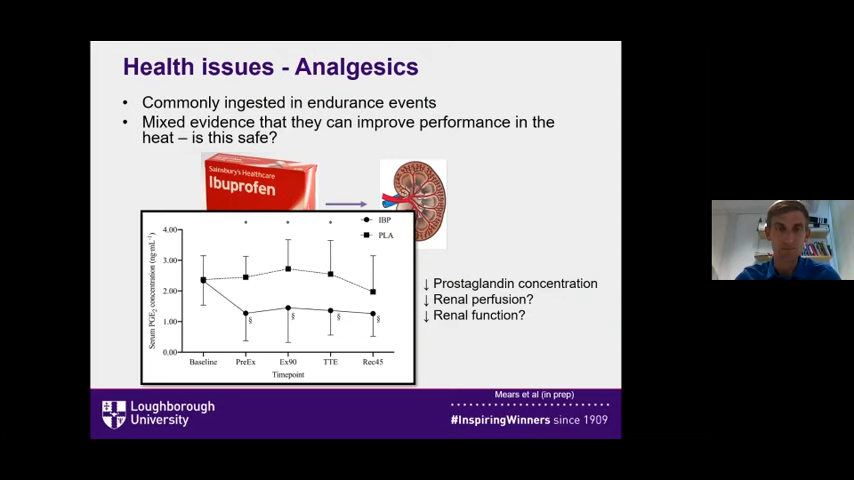 Health issues - Analgesics
• Commonly ingested in endurance events
• Mixed evidence that they can improve performance in the
heat – is this safe?
Sainsbury's Healthcare
Ibuprofen
IBP
PLA
* * *
Serum PGE2 concentration (ng·mL-1)
4.00
3.00
2.00
1.00
0.00
§ § § §
Baseline PreEx Ex90 TTE Rec45
Timepoint
↓ Prostaglandin concentration
↓ Renal perfusion?
↓ Renal function?
Mears et al (in prep)
Loughborough
University
#InspiringWinners since 1909